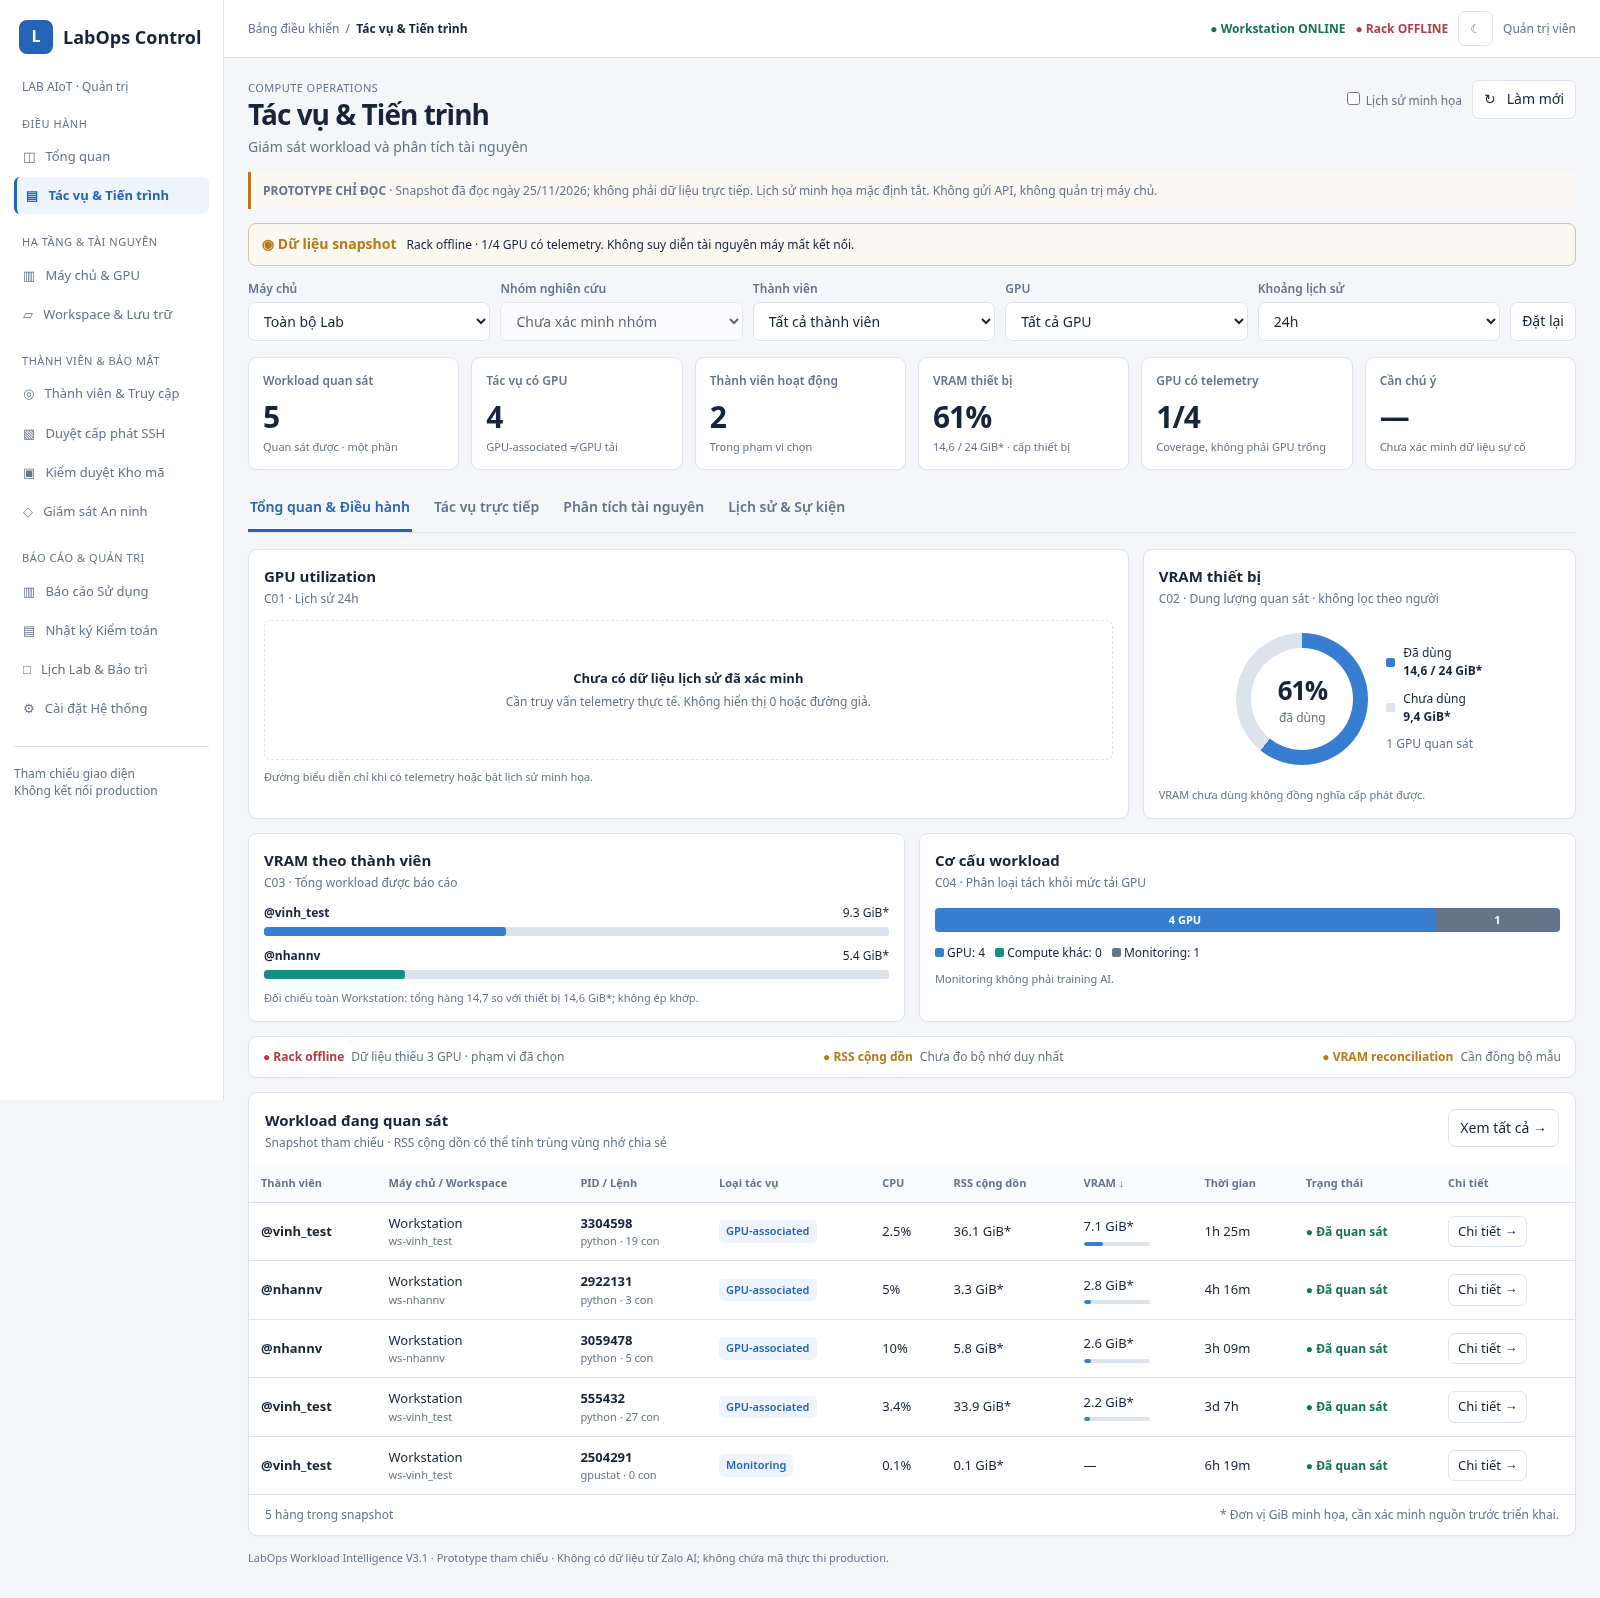 L LabOps Control
LAB AIoT · Quản trị
ĐIỀU HÀNH
Tổng quan
Tác vụ & Tiến trình
HẠ TẦNG & TÀI NGUYÊN
Máy chủ & GPU
Workspace & Lưu trữ
THÀNH VIÊN & BẢO MẬT
Thành viên & Truy cập
Duyệt cấp phát SSH
Kiểm duyệt Kho mã
Giám sát An ninh
BÁO CÁO & QUẢN TRỊ
Báo cáo Sử dụng
Nhật ký Kiểm toán
Lịch Lab & Bảo trì
Cài đặt Hệ thống
Tham chiếu giao diện
Không kết nối production
Bảng điều khiển / Tác vụ & Tiến trình
● Workstation ONLINE ● Rack OFFLINE ☾ Quản trị viên
COMPUTE OPERATIONS
Tác vụ & Tiến trình
Giám sát workload và phân tích tài nguyên
Lịch sử minh họa ↻ Làm mới
PROTOTYPE CHỈ ĐỌC · Snapshot đã đọc ngày 25/11/2026; không phải dữ liệu trực tiếp. Lịch sử minh họa mặc định tắt. Không gửi API, không quản trị máy chủ.
◉ Dữ liệu snapshot Rack offline · 1/4 GPU có telemetry. Không suy diễn tài nguyên máy mất kết nối.
Máy chủ Nhóm nghiên cứu Thành viên GPU Khoảng lịch sử
Toàn bộ Lab Chưa xác minh nhóm Tất cả thành viên Tất cả GPU 24h Đặt lại
Workload quan sát
5
Quan sát được · một phần
Tác vụ có GPU
4
GPU-associated ≠ GPU tải
Thành viên hoạt động
2
Trong phạm vi chọn
VRAM thiết bị
61%
14,6 / 24 GiB* · cấp thiết bị
GPU có telemetry
1/4
Coverage, không phải GPU trống
Cần chú ý
—
Chưa xác minh dữ liệu sự cố
Tổng quan & Điều hành Tác vụ trực tiếp Phân tích tài nguyên Lịch sử & Sự kiện
GPU utilization
C01 · Lịch sử 24h
Chưa có dữ liệu lịch sử đã xác minh
Cần truy vấn telemetry thực tế. Không hiển thị 0 hoặc đường giả.
Đường biểu diễn chỉ khi có telemetry hoặc bật lịch sử minh họa.
VRAM thiết bị
C02 · Dung lượng quan sát · không lọc theo người
61%
đã dùng
Đã dùng
14,6 / 24 GiB*
Chưa dùng
9,4 GiB*
1 GPU quan sát
VRAM chưa dùng không đồng nghĩa cấp phát được.
VRAM theo thành viên
C03 · Tổng workload được báo cáo
@vinh_test 9.3 GiB*
@nhannv 5.4 GiB*
Đối chiếu toàn Workstation: tổng hàng 14,7 so với thiết bị 14,6 GiB*; không ép khớp.
Cơ cấu workload
C04 · Phân loại tách khỏi mức tải GPU
4 GPU 1
GPU: 4 Compute khác: 0 Monitoring: 1
Monitoring không phải training AI.
● Rack offline Dữ liệu thiếu 3 GPU · phạm vi đã chọn ● RSS cộng dồn Chưa đo bộ nhớ duy nhất ● VRAM reconciliation Cần đồng bộ mẫu
Workload đang quan sát
Snapshot tham chiếu · RSS cộng dồn có thể tính trùng vùng nhớ chia sẻ
Xem tất cả →
Thành viên Máy chủ / Workspace PID / Lệnh Loại tác vụ CPU RSS cộng dồn VRAM ↓ Thời gian Trạng thái Chi tiết
@vinh_test Workstation 3304598 GPU-associated 2.5% 36.1 GiB* 7.1 GiB* 1h 25m ● Đã quan sát Chi tiết →
ws-vinh_test python · 19 con
@nhannv Workstation 2922131 GPU-associated 5% 3.3 GiB* 2.8 GiB* 4h 16m ● Đã quan sát Chi tiết →
ws-nhannv python · 3 con
@nhannv Workstation 3059478 GPU-associated 10% 5.8 GiB* 2.6 GiB* 3h 09m ● Đã quan sát Chi tiết →
ws-nhannv python · 5 con
@vinh_test Workstation 555432 GPU-associated 3.4% 33.9 GiB* 2.2 GiB* 3d 7h ● Đã quan sát Chi tiết →
ws-vinh_test python · 27 con
@vinh_test Workstation 2504291 Monitoring 0.1% 0.1 GiB* — 6h 19m ● Đã quan sát Chi tiết →
ws-vinh_test gpustat · 0 con
5 hàng trong snapshot
* Đơn vị GiB minh họa, cần xác minh nguồn trước triển khai.
LabOps Workload Intelligence V3.1 · Prototype tham chiếu · Không có dữ liệu từ Zalo AI; không chứa mã thực thi production.